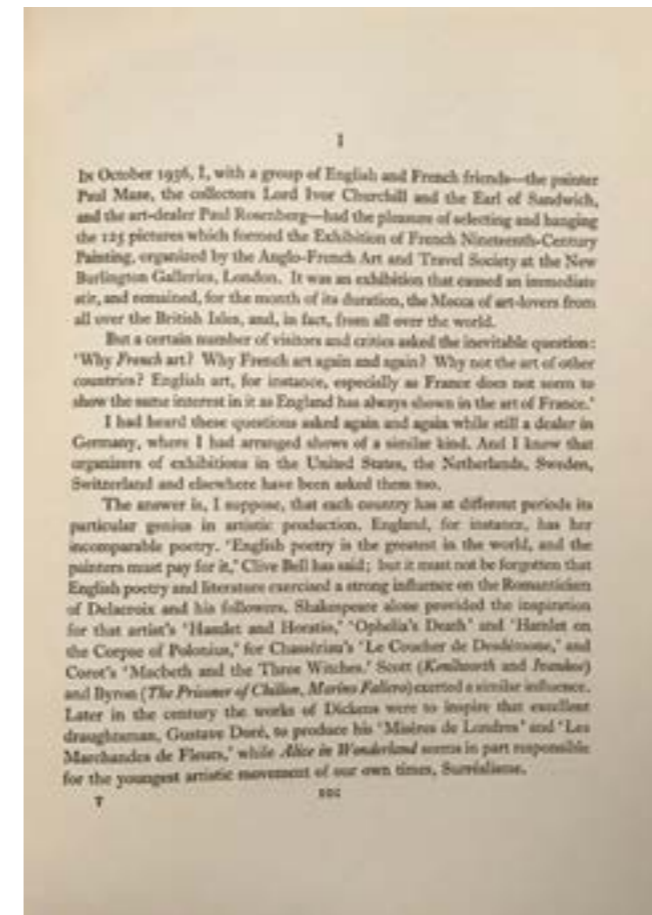 I
In October 1936, I, with a group of English and French friends—the painter
Paul Maze, the collectors Lord Ivor Churchill and the Earl of Sandwich,
and the art-dealer Paul Rosenberg—had the pleasure of selecting and hanging
the 125 pictures which formed the Exhibition of French Nineteenth-Century
Painting, organized by the Anglo-French Art and Travel Society at the New
Burlington Galleries, London. It was an exhibition that caused an immediate
stir, and remained, for the month of its duration, the Mecca of art-lovers from
all over the British Isles, and, in fact, from all over the world.
But a certain number of visitors and critics asked the inevitable question:
'Why French art? Why French art again and again? Why not the art of other
countries? English art, for instance, especially as France does not seem to
show the same interest in it as England has always shown in the art of France.'
I had heard these questions asked again and again while still a dealer in
Germany, where I had arranged shows of a similar kind. And I know that
organizers of exhibitions in the United States, the Netherlands, Sweden,
Switzerland and elsewhere have been asked them too.
The answer is, I suppose, that each country has at different periods its
particular genius in artistic production. England, for instance, has her
incomparable poetry. 'English poetry is the greatest in the world, and the
painters must pay for it,' Clive Bell has said; but it must not be forgotten that
English poetry and literature exercised a strong influence on the Romanticism
of Delacroix and his followers. Shakespeare alone provided the inspiration
for that artist's 'Hamlet and Horatio,' 'Ophelia's Death' and 'Hamlet on
the Corpse of Polonius,' for Chassériau's 'Le Coucher de Desdémone,' and
Corot's 'Macbeth and the Three Witches.' Scott (Kenilworth and Ivanhoe)
and Byron (The Prisoner of Chillon, Marino Faliero) exerted a similar influence.
Later in the century the works of Dickens were to inspire that excellent
draughtsman, Gustave Doré, to produce his 'Misères de Londres' and 'Les
Marchandes de Fleurs,' while Alice in Wonderland seems in part responsible
for the youngest artistic movement of our own times, Surréalisme.